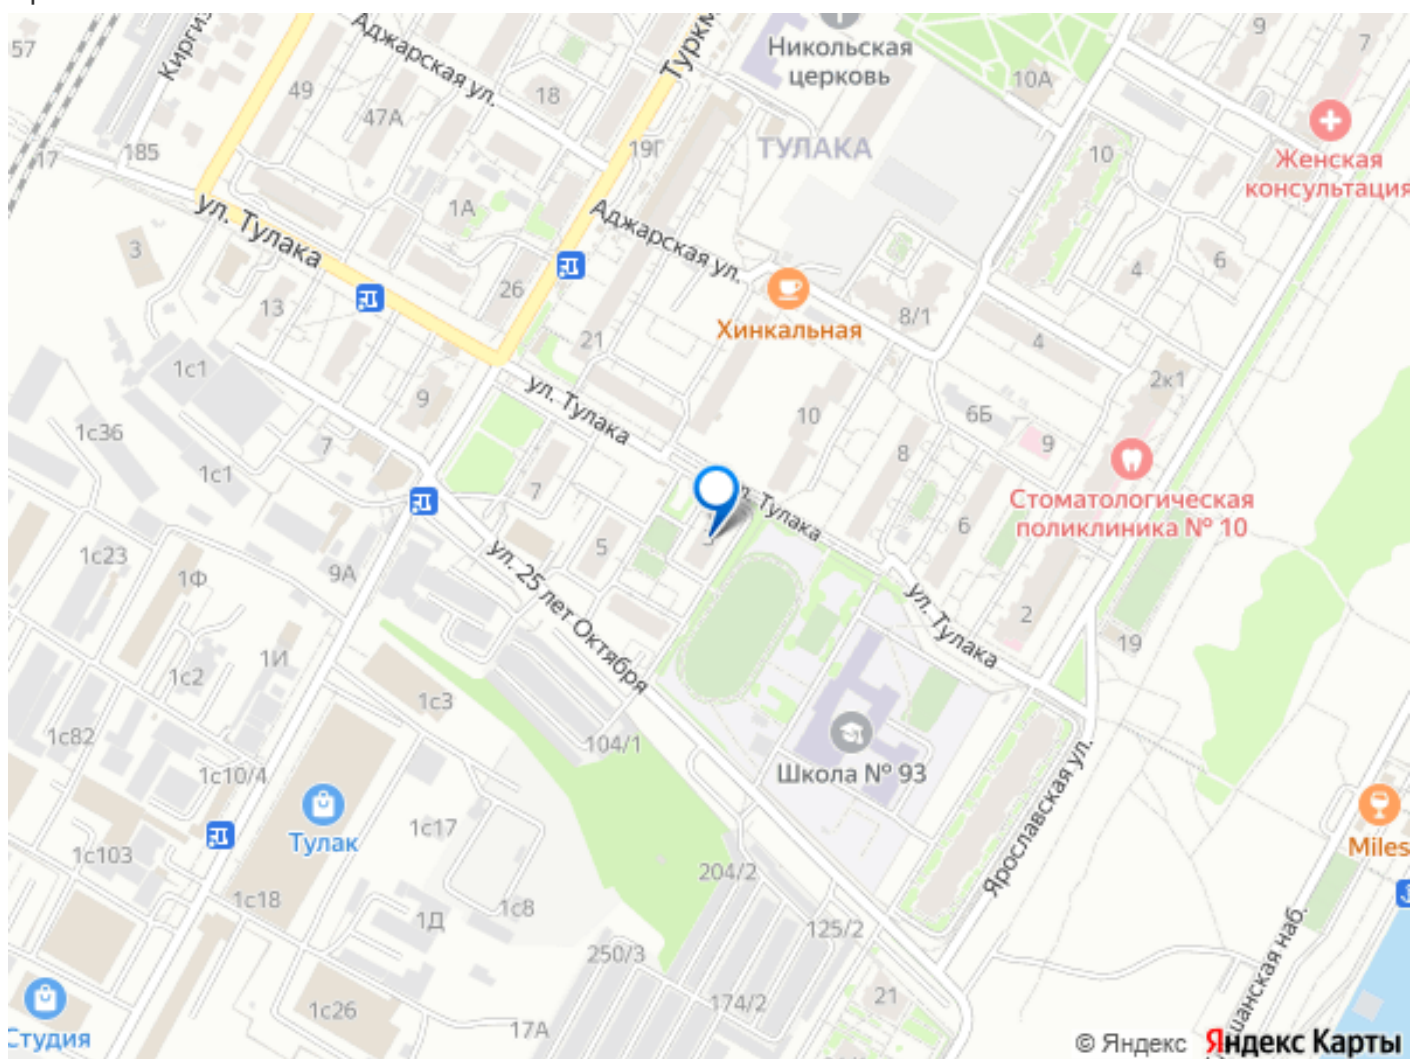 57
Киргиз
Аджарская ул.
Туркм
Никольская
церковь
9
7
10А
49
47А
18
19Г
ТУЛАКА
10
Женская
консультация
17
185
1А
ул. Тулака
Аджарская ул.
3
26
4
6
13
21
Хинкальная
8/1
4
1с1
2к1
9
ул. Тулака
10
6Б
9
1с36
7
8
1с1
7
ул. Тулака
Стоматологическая
поликлиника № 10
6
1с23
5
3
1Ф
9А
ул. 25 лет Октября
ул. Тулака
2
19
1И
1с2
1с3
1с82
104/1
1с10/4
Школа № 93
Тулак
1с17
Ярославская ул.
Miles
1с103
204/2
1с18
1с8
1Д
125/2
250/3
шанская наб.
1с26
174/2
21
17А
Студия
© Яндекс
Яндекс Карты